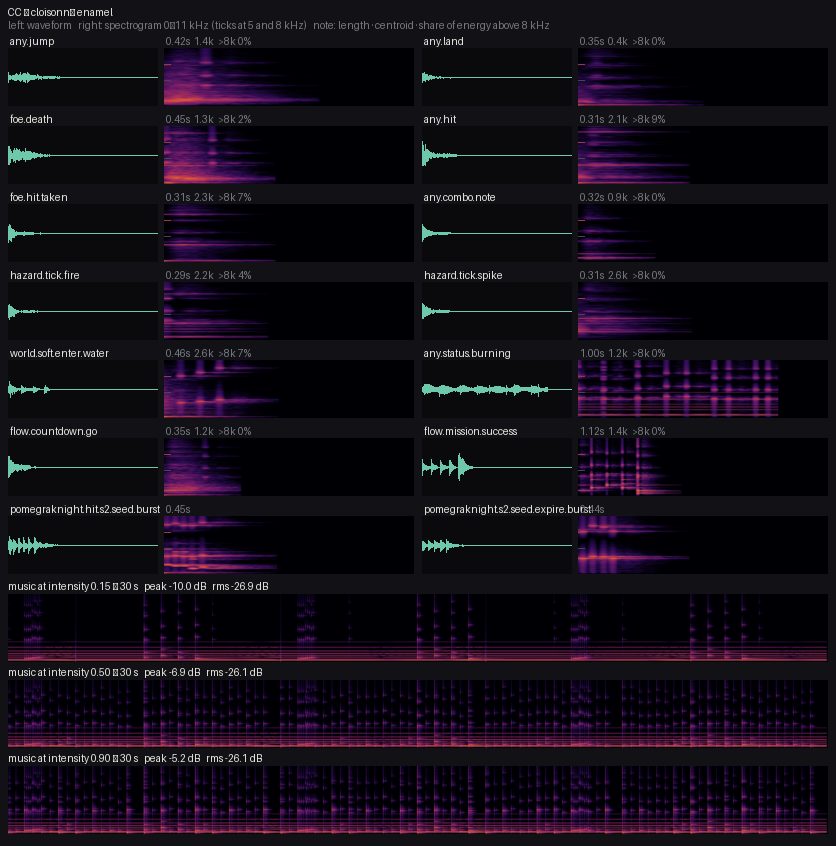 CC · cloisonné · enamel
left: waveform   right: spectrogram 0–11 kHz (ticks at 5 and 8 kHz)   note: length · centroid · share of energy above 8 kHz
any.jump 0.42s 1.4k >8k 0%
any.land 0.35s 0.4k >8k 0%
foe.death 0.45s 1.3k >8k 2%
any.hit 0.31s 2.1k >8k 9%
foe.hit.taken 0.31s 2.3k >8k 7%
any.combo.note 0.32s 0.9k >8k 0%
hazard.tick.fire 0.29s 2.2k >8k 4%
hazard.tick.spike 0.31s 2.6k >8k 0%
world.soft.enter.water 0.46s 2.6k >8k 7%
any.status.burning 1.00s 1.2k >8k 0%
flow.countdown.go 0.35s 1.2k >8k 0%
flow.mission.success 1.12s 1.4k >8k 0%
pomegraknight.hit.s2.seed.burst 0.45s
pomegraknight.s2.seed.expire.burst
music at intensity 0.15 30 s peak -10.0 dB rms -26.9 dB
music at intensity 0.50 30 s peak -6.9 dB rms -26.1 dB
music at intensity 0.90 30 s peak -5.2 dB rms -26.1 dB